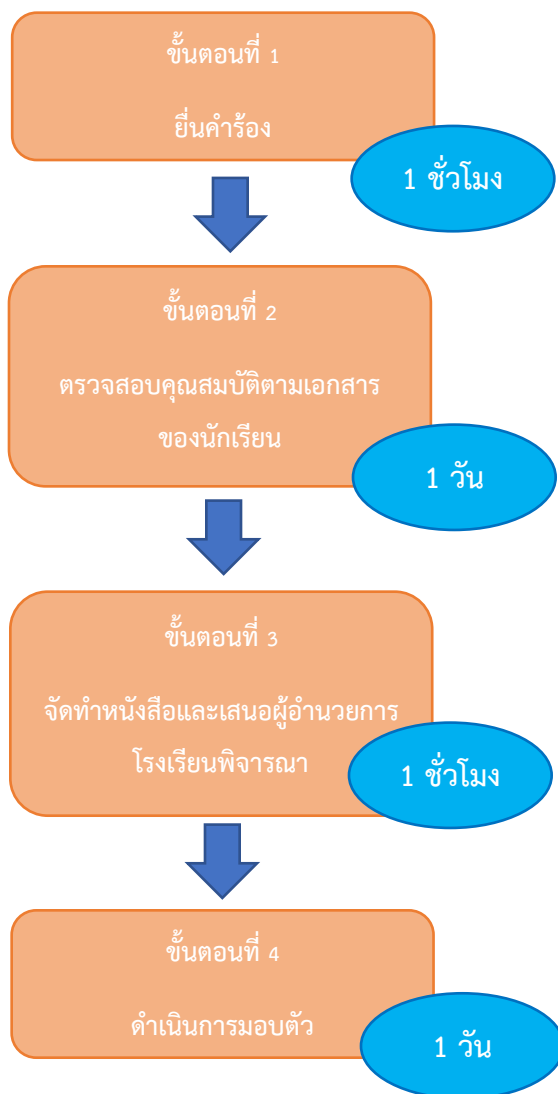 ขั้นตอนที่ 1
ยื่นคำร้อง
1 ชั่วโมง
ขั้นตอนที่ 2
ตรวจสอบคุณสมบัติตามเอกสาร
ของนักเรียน
1 วัน
ขั้นตอนที่ 3
จัดทำหนังสือและเสนอผู้อำนวยการ
โรงเรียนพิจารณา
1 ชั่วโมง
ขั้นตอนที่ 4
ดำเนินการมอบตัว
1 วัน